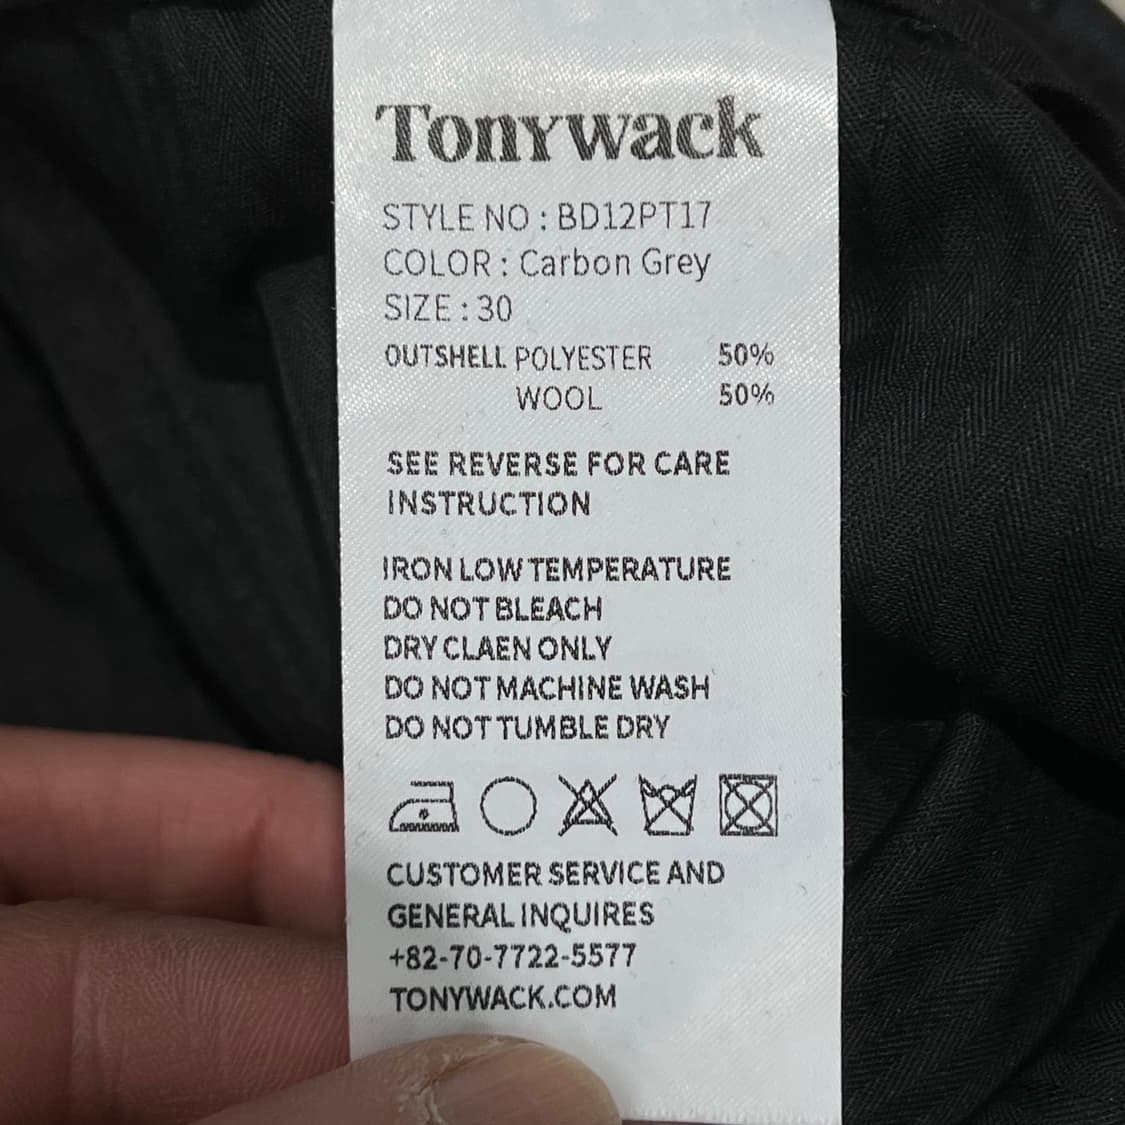 Tonywack
STYLE NO : BD12PT17
COLOR : Carbon Grey
SIZE : 30
OUTSHELL POLYESTER 50%
WOOL 50%
SEE REVERSE FOR CARE
INSTRUCTION
IRON LOW TEMPERATURE
DO NOT BLEACH
DRY CLAEN ONLY
DO NOT MACHINE WASH
DO NOT TUMBLE DRY
CUSTOMER SERVICE AND
GENERAL INQUIRES
+82-70-7722-5577
TONYWACK.COM